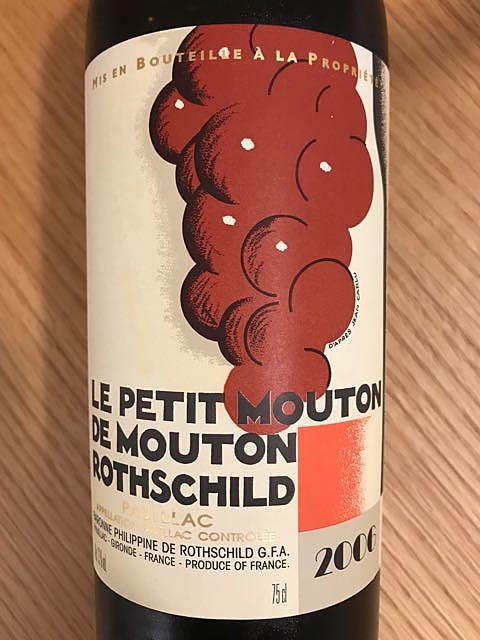 MIS EN BOUTEILLE À LA PROPRIÉTÉ
D'APRÈS JEAN CARLU
LE PETIT MOUTON
DE MOUTON
ROTHSCHILD
PAUILLAC
APPELLATION PAUILLAC CONTRÔLÉE
BARONNE PHILIPPINE DE ROTHSCHILD G.F.A.
PAUILLAC - GIRONDE - FRANCE - PRODUCE OF FRANCE.
75 cl
2006